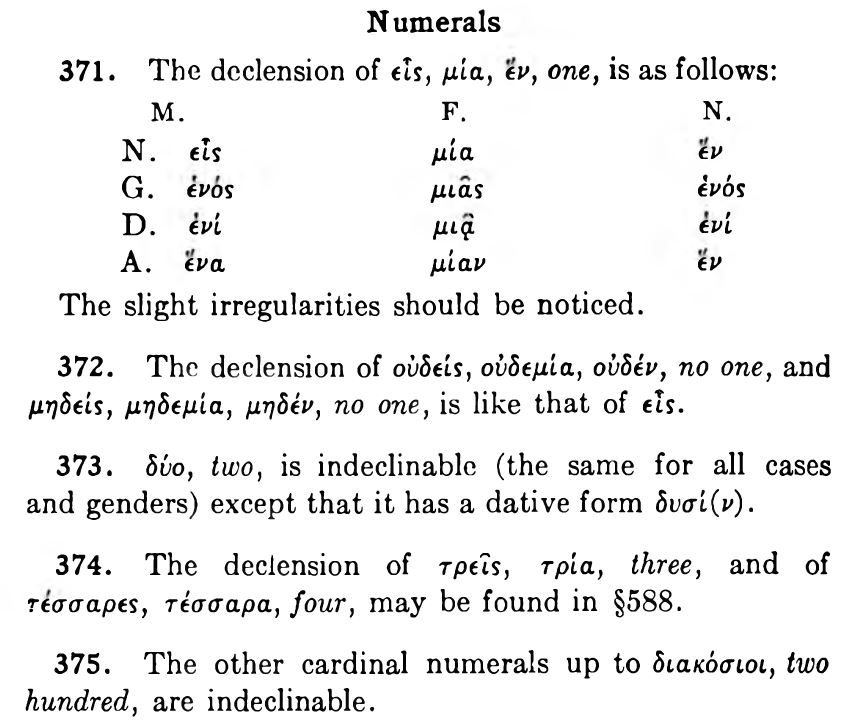 Numerals
371. The declension of εἷς, μία, ἕν, one, is as follows:
M. F. N.
N. εἷς μία ἕν
G. ἑνός μιᾶς ἑνός
D. ἑνί μιᾷ ἑνί
A. ἕνα μίαν ἕν
The slight irregularities should be noticed.
372. The declension of οὐδείς, οὐδεμία, οὐδέν, no one, and
μηδείς, μηδεμία, μηδέν, no one, is like that of εἷς.
373. δύο, two, is indeclinable (the same for all cases
and genders) except that it has a dative form δυσί(ν).
374. The declension of τρεῖς, τρία, three, and of
τέσσαρες, τέσσαρα, four, may be found in §588.
375. The other cardinal numerals up to διακόσιοι, two
hundred, are indeclinable.